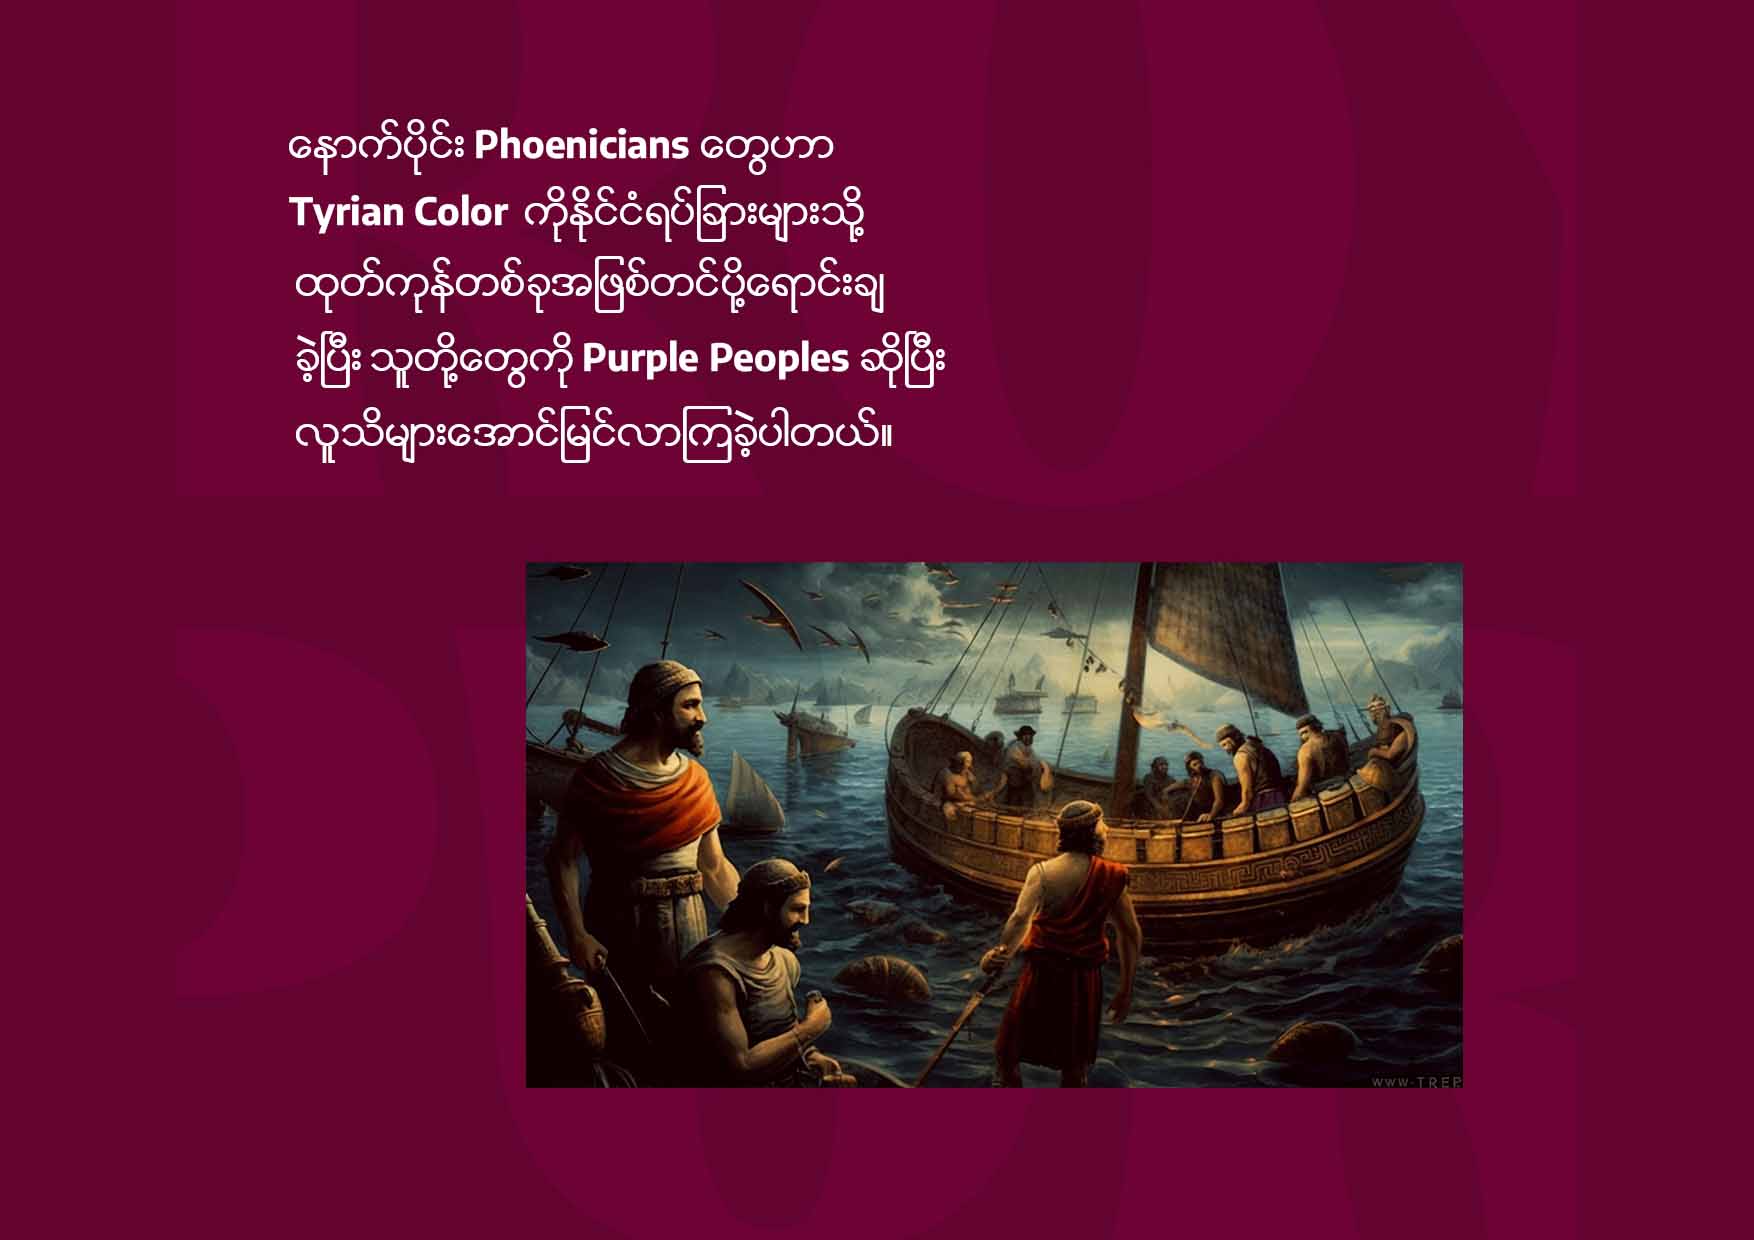 နောက်ပိုင်း Phoenicians တွေဟာ
Tyrian Color ကိုနိုင်ငံရပ်ခြားများသို့
ထုတ်ကုန်တစ်ခုအဖြစ်တင်ပို့ရောင်းချ
ခဲ့ပြီး သူတို့တွေကို Purple Peoples ဆိုပြီး
လူသိများအောင်မြင်လာကြခဲ့ပါတယ်။
WWW-TREP